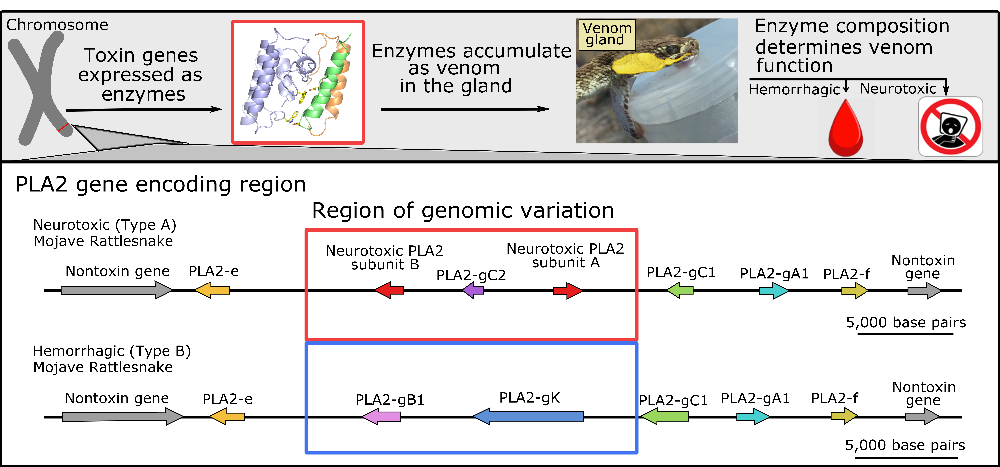 Chromosome
Toxin genes
expressed as
enzymes
Enzymes accumulate
as venom
in the gland
Venom
gland
Enzyme composition
determines venom
function
Hemorrhagic
Neurotoxic
PLA2 gene encoding region
Region of genomic variation
Neurotoxic (Type A)
Mojave Rattlesnake
Nontoxin gene
PLA2-e
Neurotoxic PLA2
subunit B
PLA2-gC2
Neurotoxic PLA2
subunit A
PLA2-gC1
PLA2-gA1
PLA2-f
Nontoxin
gene
5,000 base pairs
Hemorrhagic (Type B)
Mojave Rattlesnake
Nontoxin gene
PLA2-e
PLA2-gB1
PLA2-gK
PLA2-gC1
PLA2-gA1
PLA2-f
Nontoxin
gene
5,000 base pairs